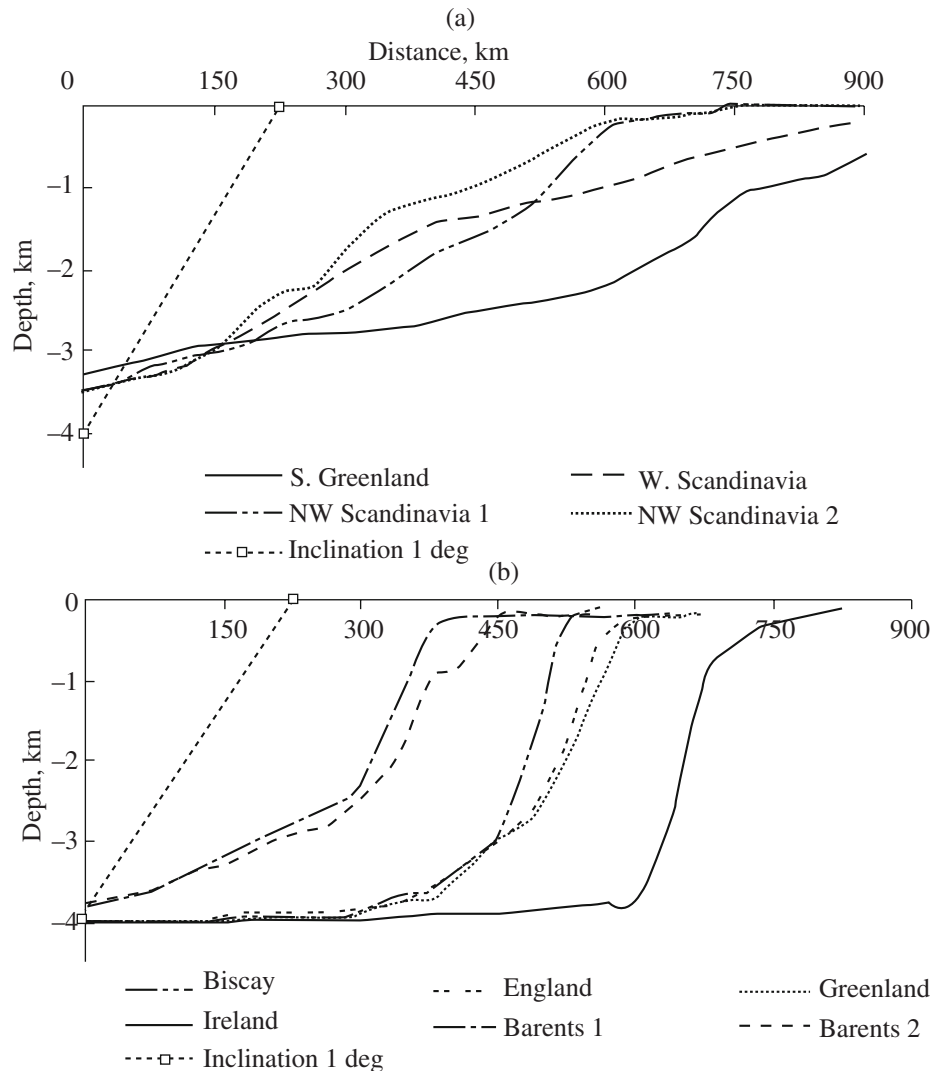 (a)
Distance, km
0 150 300 450 600 750 900
Depth, km
–1
–2
–3
–4
S. Greenland W. Scandinavia
NW Scandinavia 1 NW Scandinavia 2
Inclination 1 deg
(b)
0
150 300 450 600 750 900
Depth, km
–1
–2
–3
–4
Biscay England Greenland
Ireland Barents 1 Barents 2
Inclination 1 deg